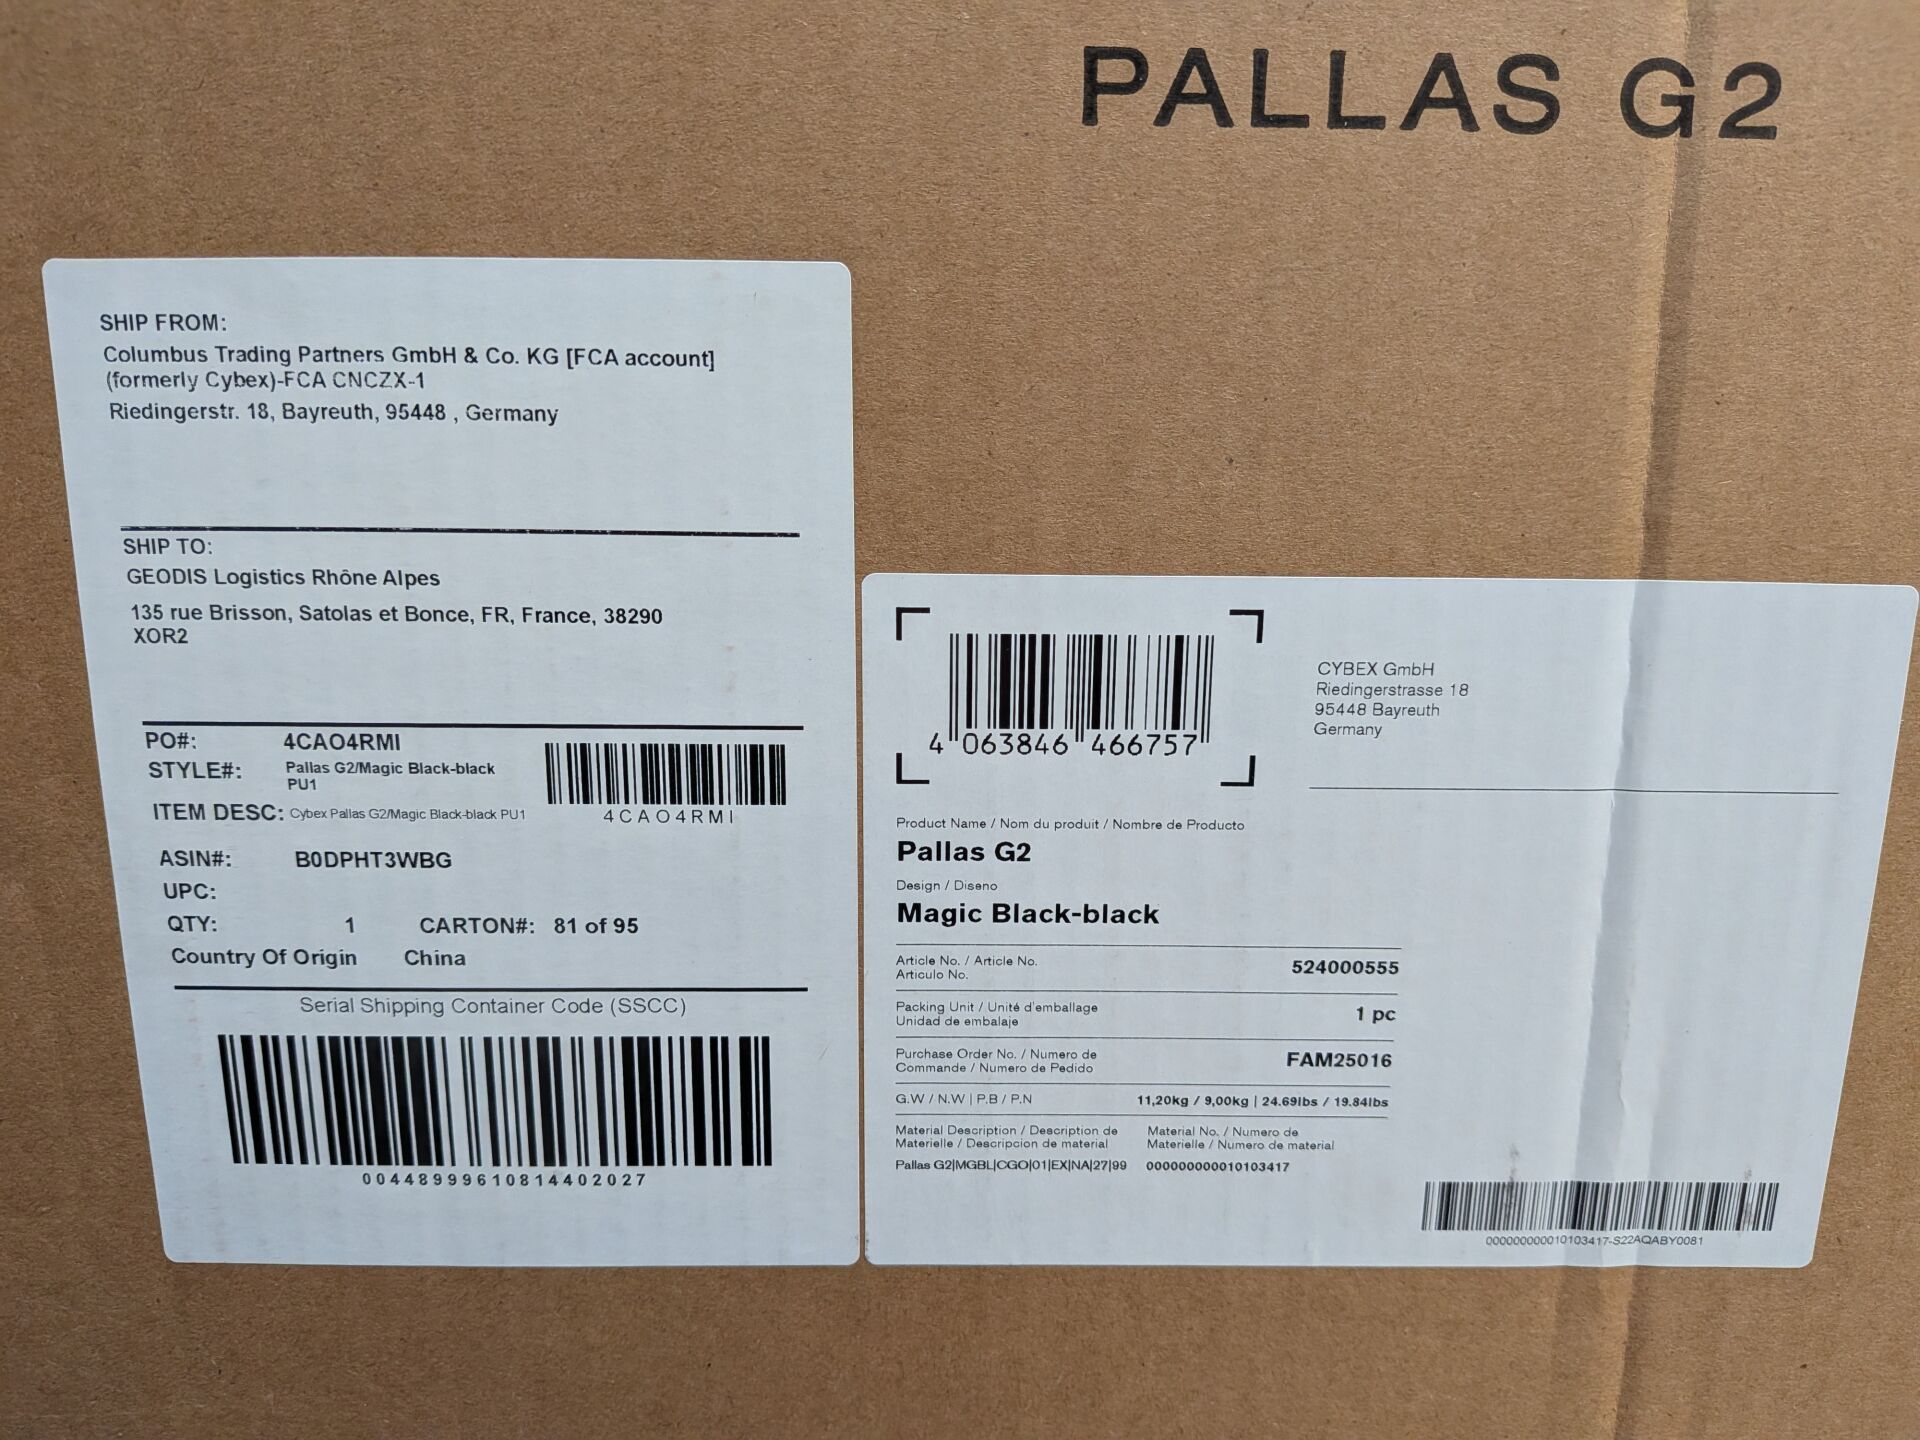 PALLAS G2
SHIP FROM:
Columbus Trading Partners GmbH & Co. KG [FCA account]
(formerly Cybex)-FCA CNCZX-1
Riedingerstr. 18, Bayreuth, 95448 , Germany
SHIP TO:
GEODIS Logistics Rhône Alpes
135 rue Brisson, Satolas et Bonce, FR, France, 38290
XOR2
PO#: 4CAO4RMI
STYLE#: Pallas G2/Magic Black-black
PU1
ITEM DESC: Cybex Pallas G2/Magic Black-black PU1
4CAO4RMI
ASIN#: B0DPHT3WBG
UPC:
QTY: 1 CARTON#: 81 of 95
Country Of Origin China
Serial Shipping Container Code (SSCC)
00448999610814402027
4 063846 466757
CYBEX GmbH
Riedingerstrasse 18
95448 Bayreuth
Germany
Product Name / Nom du produit / Nombre de Producto
Pallas G2
Design / Diseno
Magic Black-black
Article No. / Article No.
Articulo No.
524000555
Packing Unit / Unité d'emballage
Unidad de embalaje
1 pc
Purchase Order No. / Numero de
Commande / Numero de Pedido
FAM25016
G.W / N.W | P.B / P.N 11,20kg / 9,00kg | 24.69lbs / 19.84lbs
Material Description / Description de
Materielle / Descripcion de material
Pallas G2|MGBL|CGO|01|EX|NA|27|99
Material No. / Numero de
Materielle / Numero de material
000000000010103417
000000000010103417-S22AQABY0081